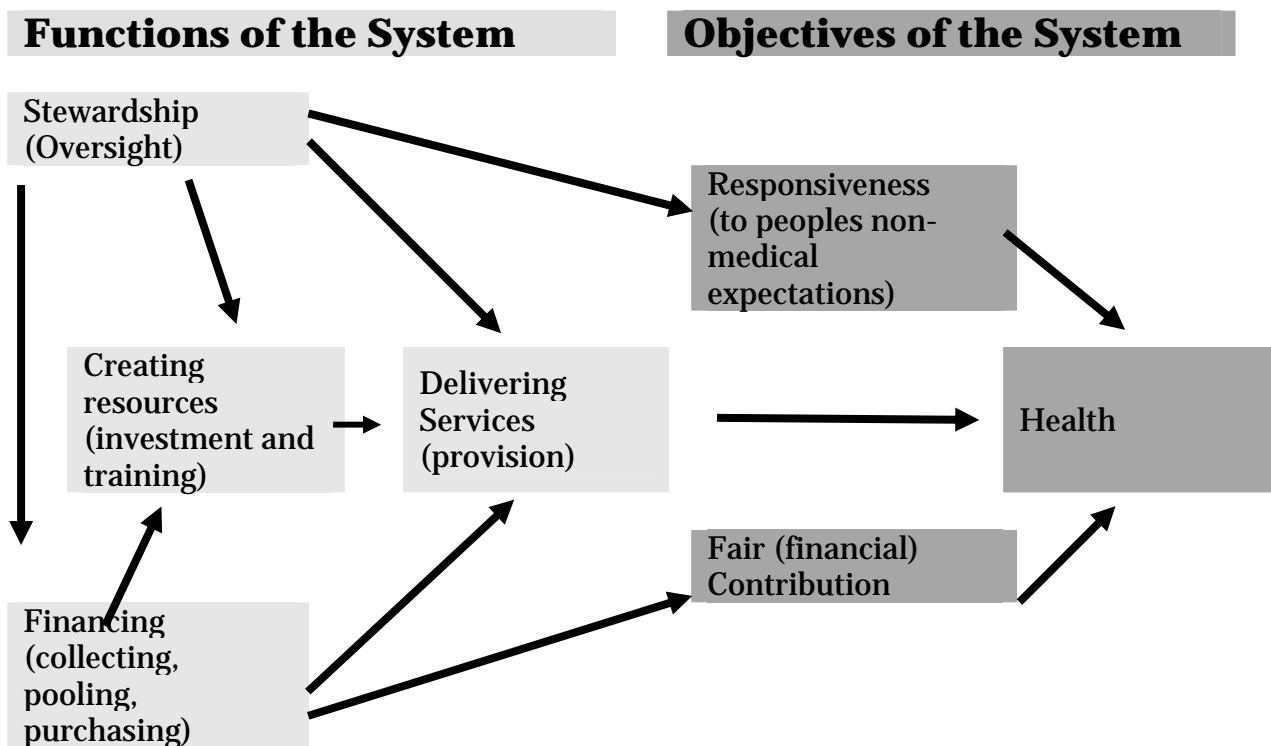 Functions of the System
Objectives of the System
Stewardship
(Oversight)
Responsiveness
(to peoples non-
medical
expectations)
Creating
resources
(investment and
training)
Delivering
Services
(provision)
Health
Fair (financial)
Contribution
Financing
(collecting,
pooling,
purchasing)